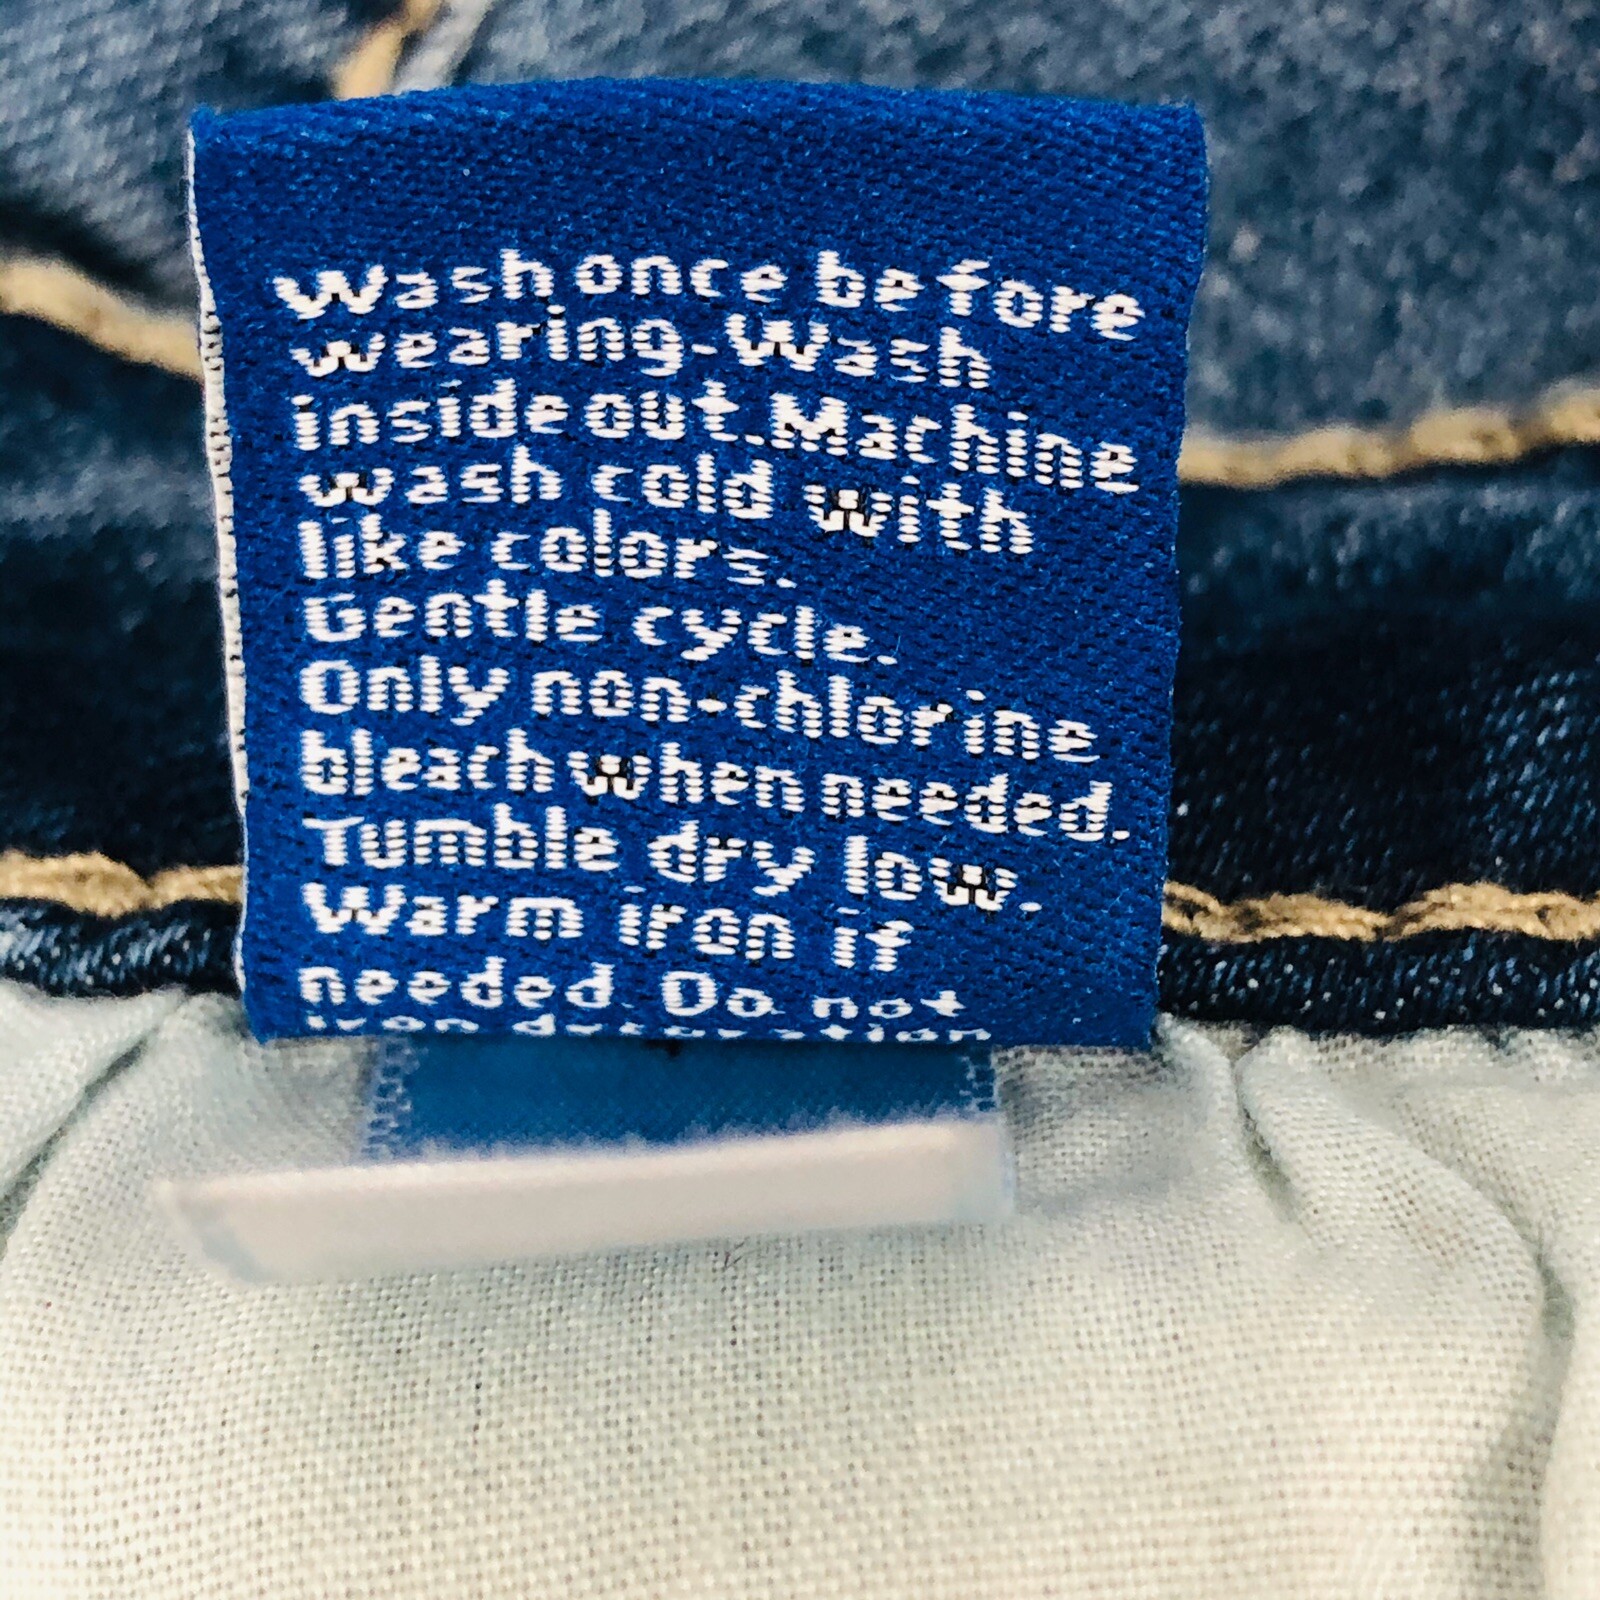 Wash once before
wearing. Wash
inside out. Machine
wash cold with
like colors.
Gentle cycle.
Only non-chlorine
bleach when needed.
Tumble dry low.
Warm iron if
needed. Do not
iron